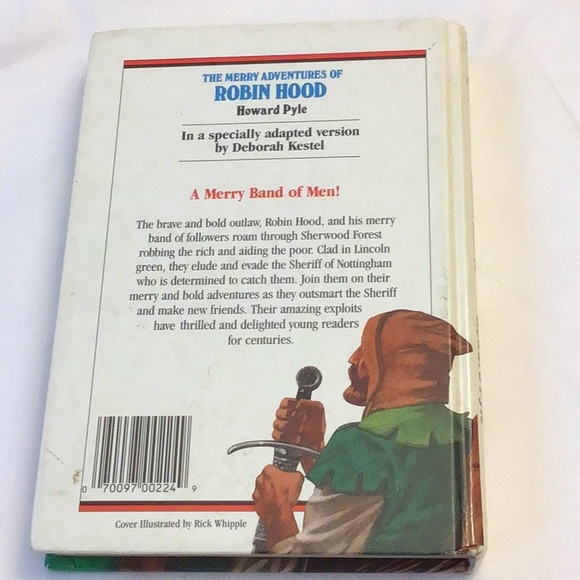 THE MERRY ADVENTURES OF
ROBIN HOOD
Howard Pyle
In a specially adapted version
by Deborah Kestel
A Merry Band of Men!
The brave and bold outlaw, Robin Hood, and his merry
band of followers roam through Sherwood Forest
robbing the rich and aiding the poor. Clad in Lincoln
green, they elude and evade the Sheriff of Nottingham
who is determined to catch them. Join them on their
merry and bold adventures as they outsmart the Sheriff
and make new friends. Their amazing exploits
have thrilled and delighted young readers
for centuries.
0 70097 00224 9
Cover Illustrated by Rick Whipple